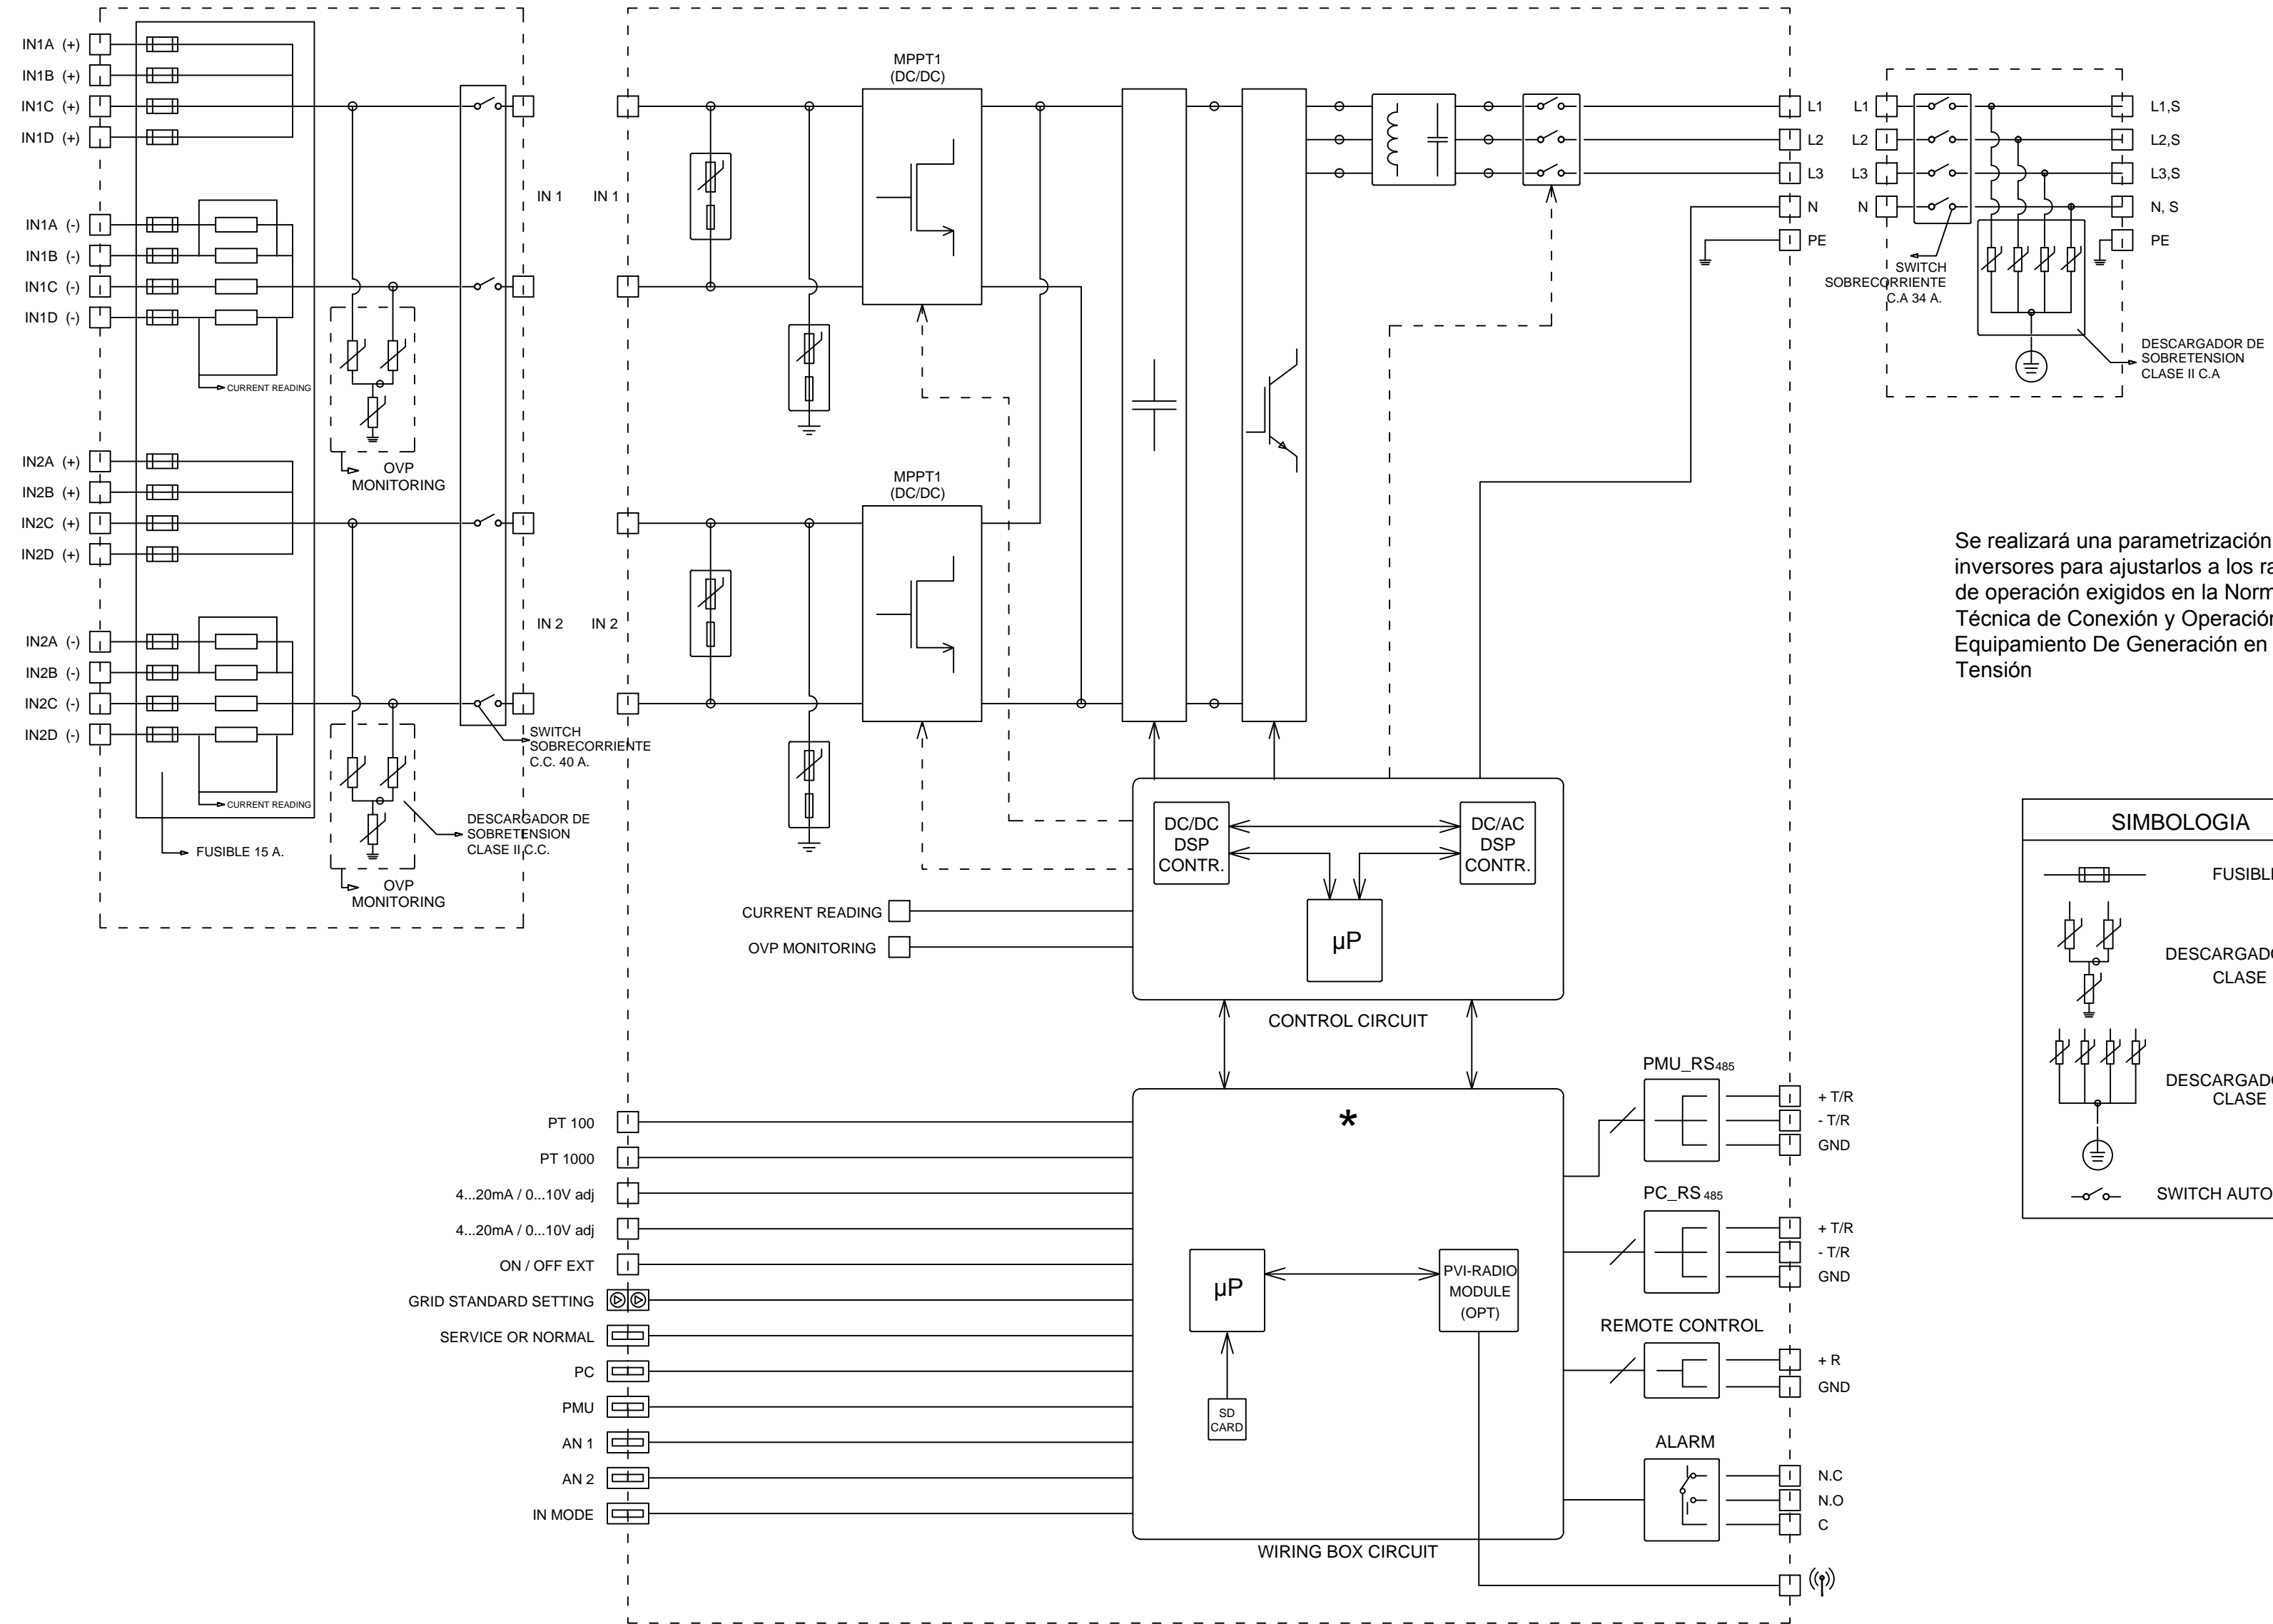 IN1A (+)
IN1B (+)
IN1C (+)
IN1D (+)
IN1A (-)
IN1B (-)
IN1C (-)
IN1D (-)
CURRENT READING
OVP
MONITORING
IN2A (+)
IN2B (+)
IN2C (+)
IN2D (+)
IN2A (-)
IN2B (-)
IN2C (-)
IN2D (-)
CURRENT READING
FUSIBLE 15 A.
OVP
MONITORING
DESCARGADOR DE
SOBRETENSION
CLASE II C.C.
SWITCH
SOBRECORRIENTE
C.C. 40 A.
IN 1
IN 2
IN 1
IN 2
MPPT1
(DC/DC)
MPPT1
(DC/DC)
L1
L2
L3
N
PE
L1
L2
L3
N
SWITCH
SOBRECORRIENTE
C.A 34 A.
L1,S
L2,S
L3,S
N, S
PE
DESCARGADOR DE
SOBRETENSION
CLASE II C.A
Se realizará una parametrización
inversores para ajustarlos a los
de operación exigidos en la
Técnica de Conexión y
Equipamiento De Generación en
Tensión
DC/DC
DSP
CONTR.
DC/AC
DSP
CONTR.
µP
CURRENT READING
OVP MONITORING
CONTROL CIRCUIT
SIMBOLOGIA
CLASE
CLASE
SWITCH
PT 100
PT 1000
4...20mA / 0...10V adj
4...20mA / 0...10V adj
ON / OFF EXT
GRID STANDARD SETTING
SERVICE OR NORMAL
PC
PMU
AN 1
AN 2
IN MODE
*
µP
PVI-RADIO
MODULE
(OPT)
SD
CARD
WIRING BOX CIRCUIT
PMU_RS485
+ T/R
- T/R
GND
PC_RS 485
+ T/R
- T/R
GND
REMOTE CONTROL
+ R
GND
ALARM
N.C
N.O
C